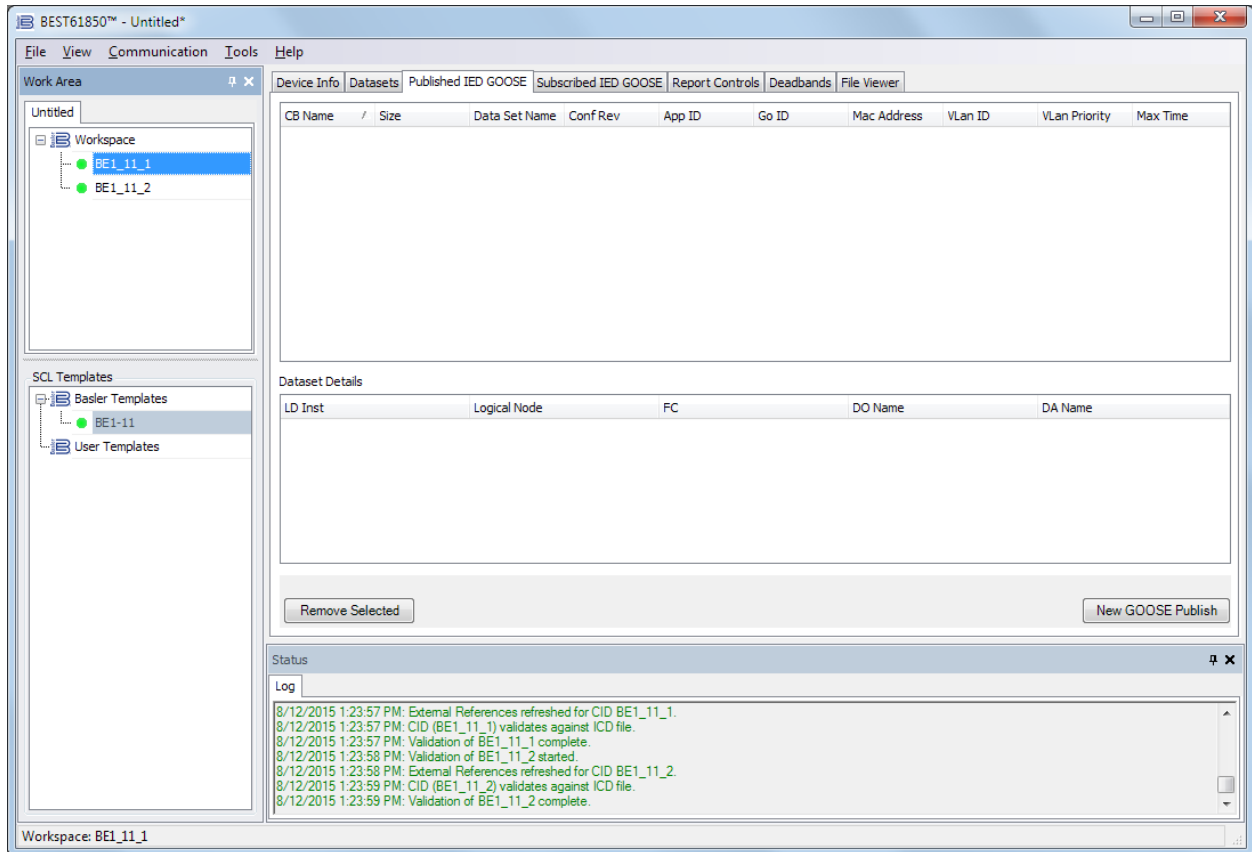 BEST61850™ - Untitled*
File View Communication Tools Help
Work Area
Untitled
Workspace
BE1_11_1
BE1_11_2
SCL Templates
Basler Templates
BE1-11
User Templates
Device Info Datasets Published IED GOOSE Subscribed IED GOOSE Report Controls Deadbands File Viewer
CB Name / Size Data Set Name Conf Rev App ID Go ID Mac Address VLan ID VLan Priority Max Time
Dataset Details
LD Inst Logical Node FC DO Name DA Name
Remove Selected New GOOSE Publish
Status
Log
8/12/2015 1:23:57 PM: External References refreshed for CID BE1_11_1.
8/12/2015 1:23:57 PM: CID (BE1_11_1) validates against ICD file.
8/12/2015 1:23:57 PM: Validation of BE1_11_1 complete.
8/12/2015 1:23:58 PM: Validation of BE1_11_2 started.
8/12/2015 1:23:58 PM: External References refreshed for CID BE1_11_2.
8/12/2015 1:23:59 PM: CID (BE1_11_2) validates against ICD file.
8/12/2015 1:23:59 PM: Validation of BE1_11_2 complete.
Workspace: BE1_11_1